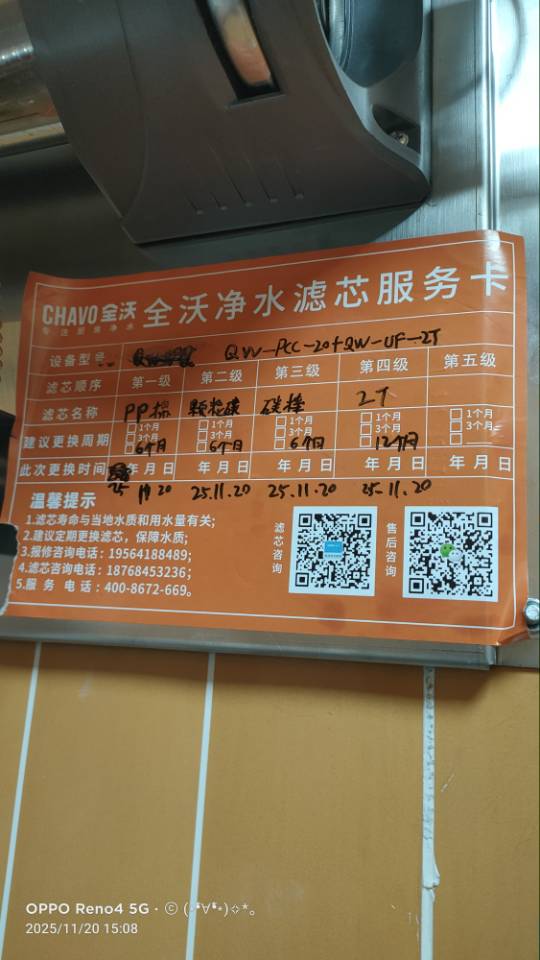 CHAVO 全沃
全沃净水滤芯服务卡
专注商用净水
设备型号 QW-PCC-20+QW-UF-2T
滤芯顺序 第一级 第二级 第三级 第四级 第五级
滤芯名称 PP棉 颗粒碳 碳棒 2T
建议更换周期 □1个月 □1个月 □1个月 □1个月 □1个月
□3个月 □3个月 □3个月 □3个月 □3个月
□6个月 □6个月 □6个月 □12个月 □
此次更换时间 年月日 年月日 年月日 年月日 年月日
25 11 20 25.11.20 25.11.20 25.11.20
温馨提示
1.滤芯寿命与当地水质和用水量有关;
2.建议定期更换滤芯，保障水质;
3.报修咨询电话: 19564188489;
4.滤芯咨询电话: 18768453236;
5.服务电话: 400-8672-669。
滤芯咨询
售后咨询
OPPO Reno4 5G · ©
2025/11/20 15:08